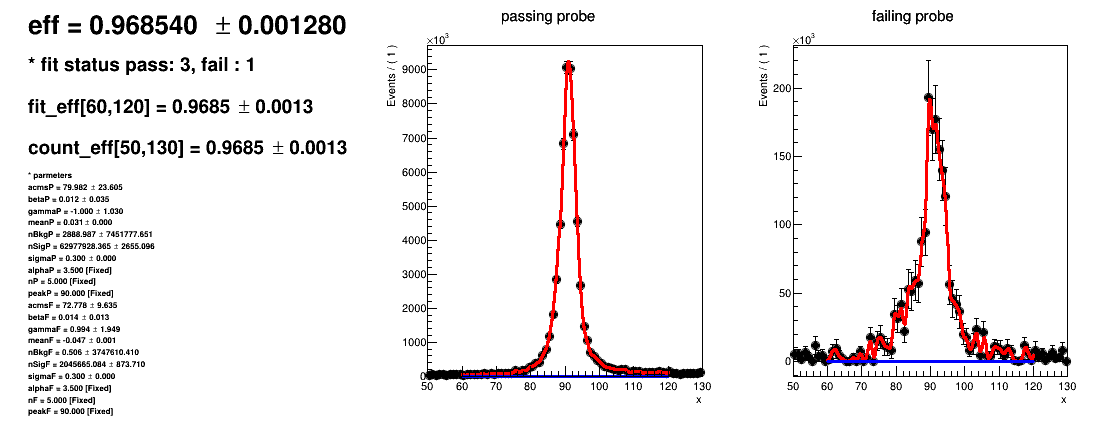 eff = 0.968540 ± 0.001280
* fit status pass: 3, fail : 1
fit_eff[60,120] = 0.9685 ± 0.0013
count_eff[50,130] = 0.9685 ± 0.0013
* parmeters
acmsP = 79.982 ± 23.605
betaP = 0.012 ± 0.035
gammaP = -1.000 ± 1.030
meanP = 0.031 ± 0.000
nBkgP = 2888.987 ± 7451777.651
nSigP = 62977928.365 ± 2655.096
sigmaP = 0.300 ± 0.000
alphaP = 3.500 [Fixed]
nP = 5.000 [Fixed]
peakP = 90.000 [Fixed]
acmsF = 72.778 ± 9.635
betaF = 0.014 ± 0.013
gammaF = 0.994 ± 1.949
meanF = -0.047 ± 0.001
nBkgF = 0.506 ± 3747610.410
nSigF = 2045665.084 ± 873.710
sigmaF = 0.300 ± 0.000
alphaF = 3.500 [Fixed]
nF = 5.000 [Fixed]
peakF = 90.000 [Fixed]
passing probe
×10³
Events / ( 1 )
9000
8000
7000
6000
5000
4000
3000
2000
1000
0
50 60 70 80 90 100 110 120 130
x
failing probe
×10³
Events / ( 1 )
200
150
100
50
0
50 60 70 80 90 100 110 120 130
x